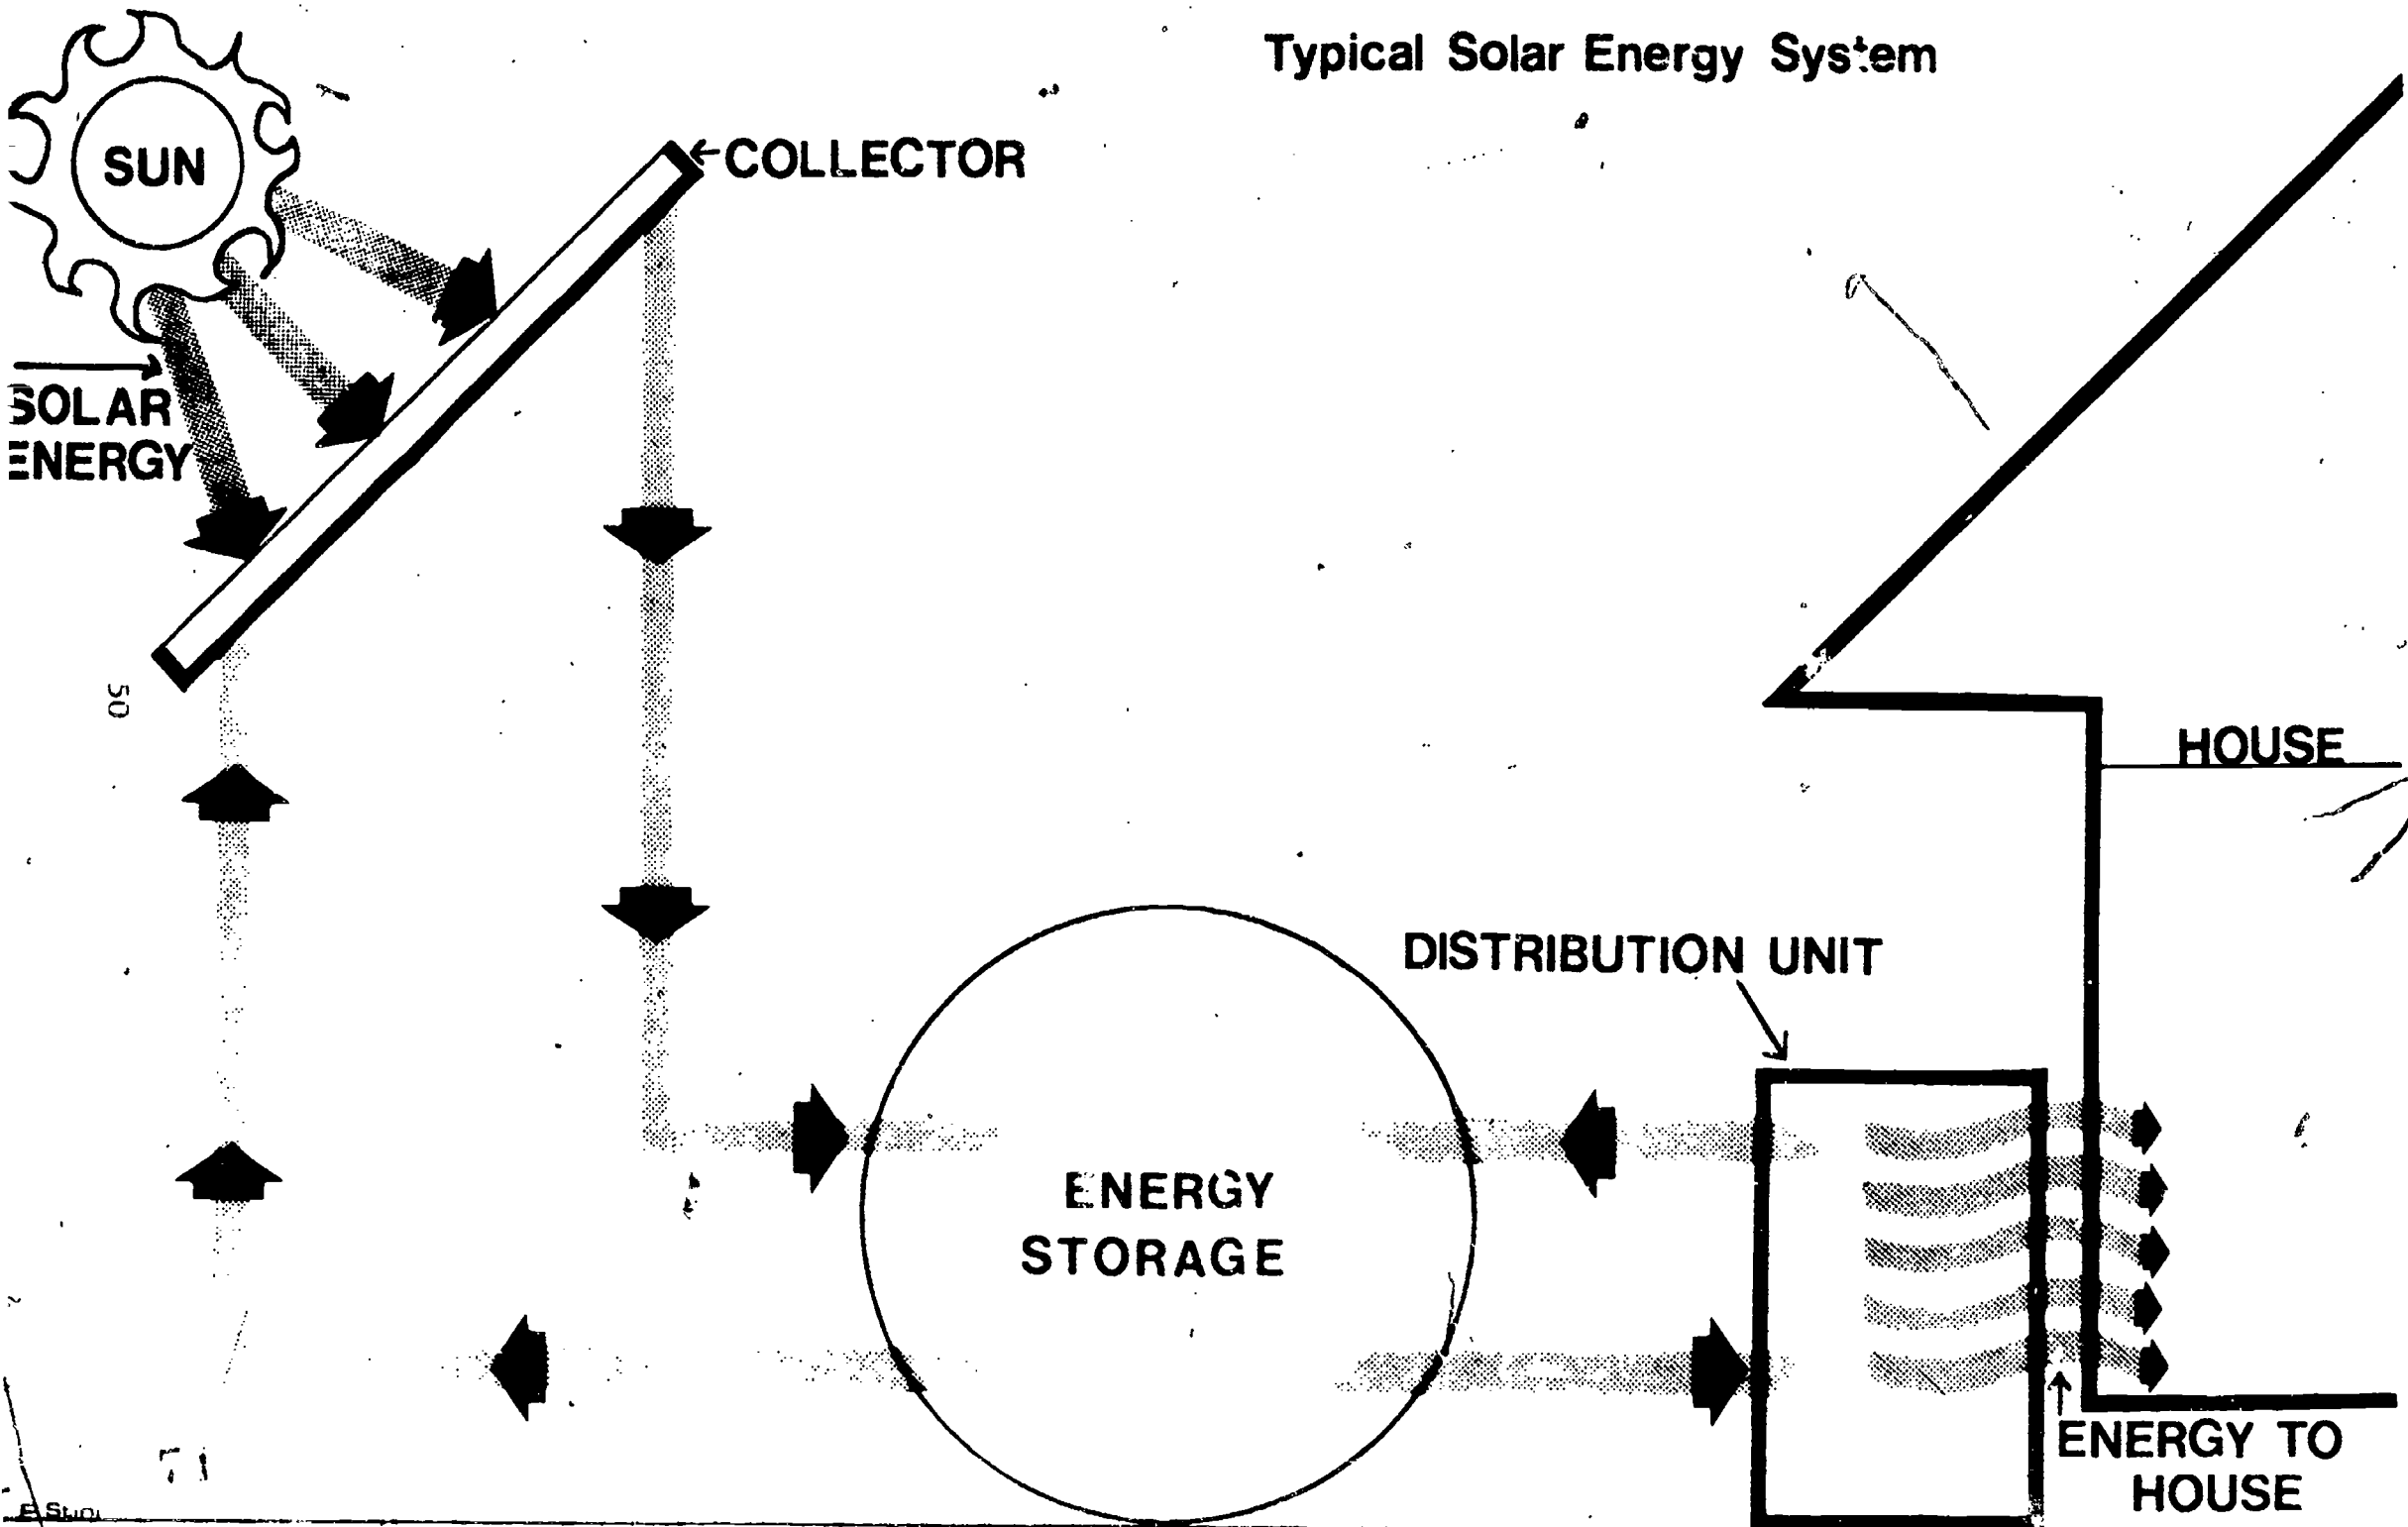 Typical Solar Energy System
SUN
COLLECTOR
SOLAR
ENERGY
50
HOUSE
DISTRIBUTION UNIT
ENERGY
STORAGE
ENERGY TO
HOUSE